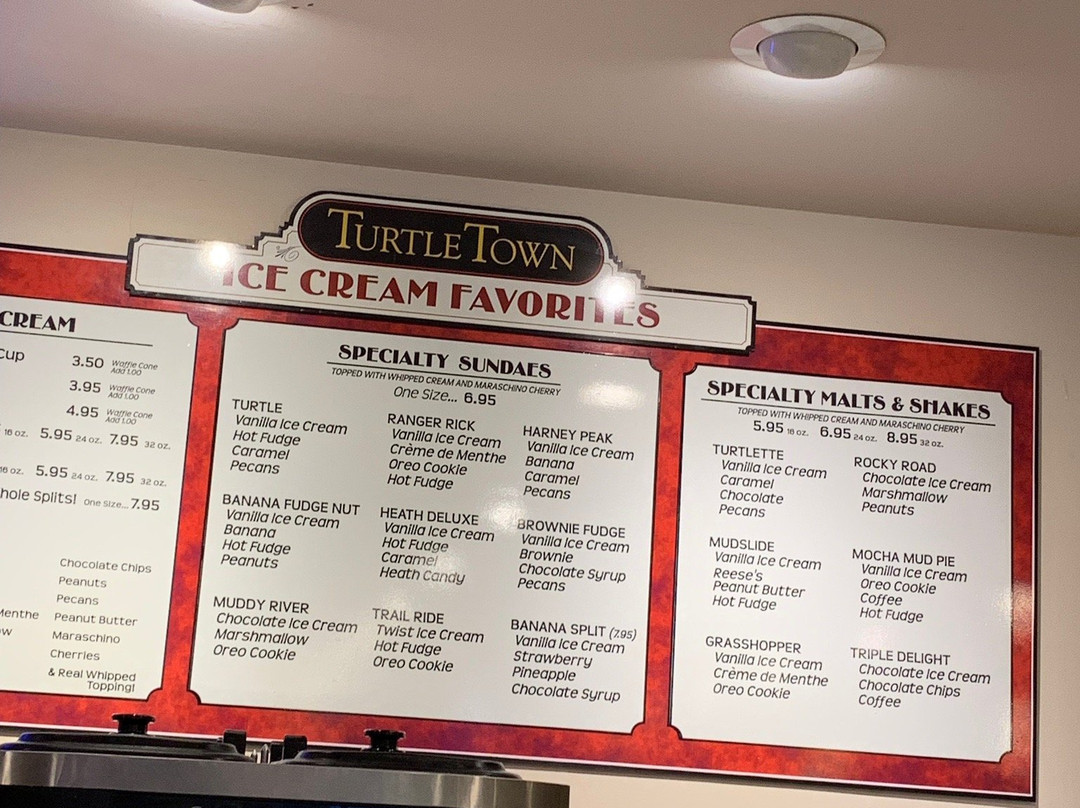 TURTLE TOWN
ICE CREAM FAVORITES
CREAM
Cup 3.50 Waffle Cone Add 1.00
3.95 Waffle Cone Add 1.00
4.95 Waffle Cone Add 1.00
16 oz. 5.95 24 oz. 7.95 32 oz.
16 oz. 5.95 24 oz. 7.95 32 oz.
hole Splits! One Size... 7.95
Chocolate Chips
Peanuts
Pecans
Menthe Peanut Butter
ow Maraschino
Cherries
& Real Whipped
Topping!
SPECIALTY SUNDAES
TOPPED WITH WHIPPED CREAM AND MARASCHINO CHERRY
One Size... 6.95
TURTLE
Vanilla Ice Cream
Hot Fudge
Caramel
Pecans
BANANA FUDGE NUT
Vanilla Ice Cream
Banana
Hot Fudge
Peanuts
MUDDY RIVER
Chocolate Ice Cream
Marshmallow
Oreo Cookie
RANGER RICK
Vanilla Ice Cream
Crème de Menthe
Oreo Cookie
Hot Fudge
HEATH DELUXE
Vanilla Ice Cream
Hot Fudge
Caramel
Heath Candy
TRAIL RIDE
Twist Ice Cream
Hot Fudge
Oreo Cookie
HARNEY PEAK
Vanilla Ice Cream
Banana
Caramel
Pecans
BROWNIE FUDGE
Vanilla Ice Cream
Brownie
Chocolate Syrup
Pecans
BANANA SPLIT (7.95)
Vanilla Ice Cream
Strawberry
Pineapple
Chocolate Syrup
SPECIALTY MALTS & SHAKES
TOPPED WITH WHIPPED CREAM AND MARASCHINO CHERRY
5.95 16 oz. 6.95 24 oz. 8.95 32 oz.
TURTLETTE
Vanilla Ice Cream
Caramel
Chocolate
Pecans
MUDSLIDE
Vanilla Ice Cream
Reese's
Peanut Butter
Hot Fudge
GRASSHOPPER
Vanilla Ice Cream
Crème de Menthe
Oreo Cookie
ROCKY ROAD
Chocolate Ice Cream
Marshmallow
Peanuts
MOCHA MUD PIE
Vanilla Ice Cream
Oreo Cookie
Coffee
Hot Fudge
TRIPLE DELIGHT
Chocolate Ice Cream
Chocolate Chips
Coffee